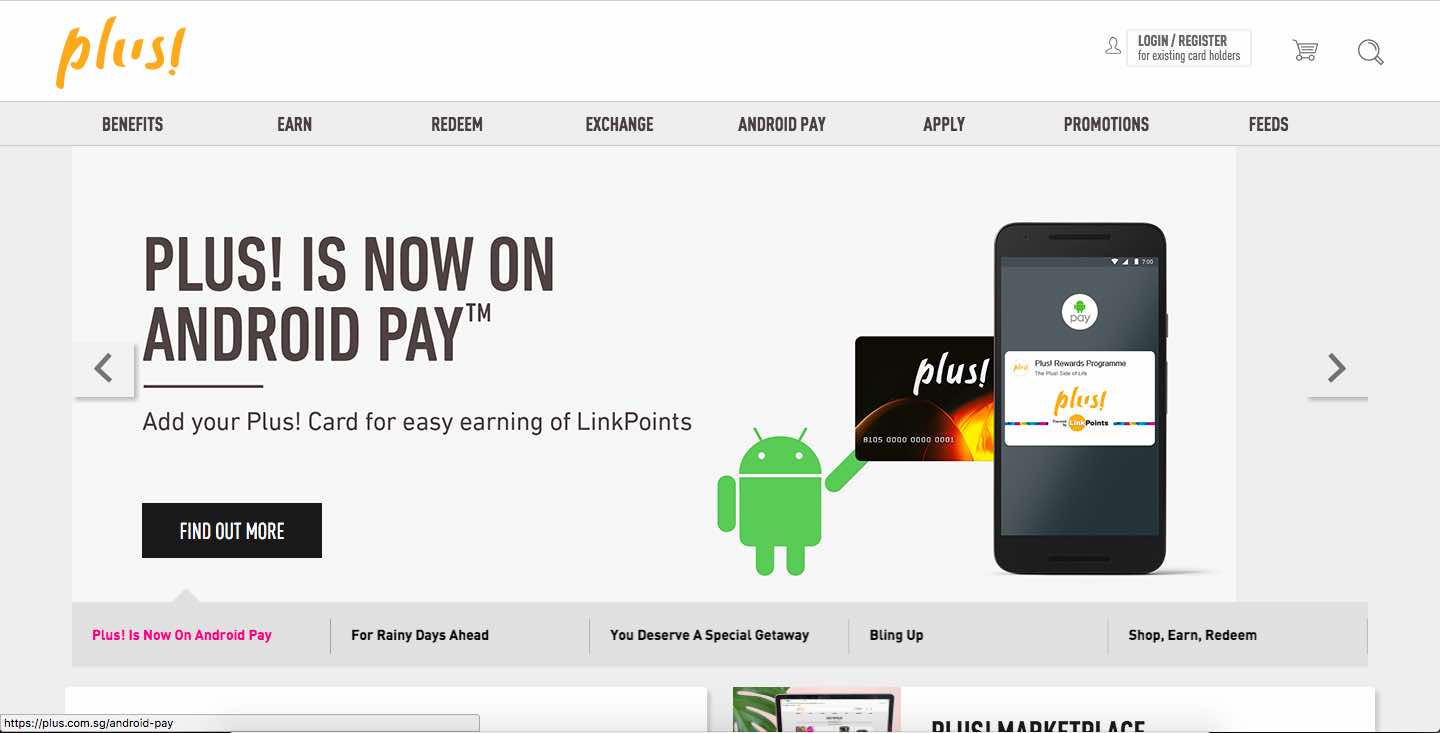 plus!
LOGIN / REGISTER
for existing card holders
BENEFITS
EARN
REDEEM
EXCHANGE
ANDROID PAY
APPLY
PROMOTIONS
FEEDS
PLUS! IS NOW ON
ANDROID PAY™
Add your Plus! Card for easy earning of LinkPoints
FIND OUT MORE
plus!
8105 0000 0000 0001
7:00
pay
plus!
Plus! Rewards Programme
The Plus! Side of Life
plus!
Powered by LinkPoints
Plus! Is Now On Android Pay
For Rainy Days Ahead
You Deserve A Special Getaway
Bling Up
Shop, Earn, Redeem
PLUS! MARKETPLACE
https://plus.com.sg/android-pay